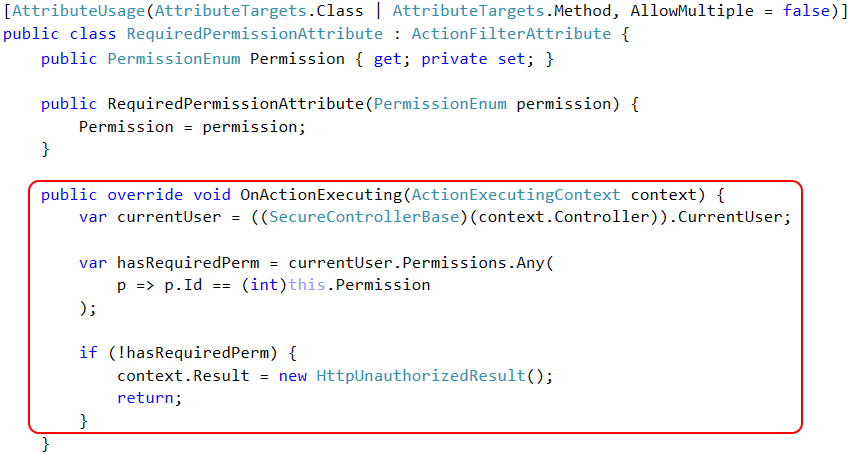 [AttributeUsage(AttributeTargets.Class | AttributeTargets.Method, AllowMultiple = false)]
public class RequiredPermissionAttribute : ActionFilterAttribute {
    public PermissionEnum Permission { get; private set; }

    public RequiredPermissionAttribute(PermissionEnum permission) {
        Permission = permission;
    }

    public override void OnActionExecuting(ActionExecutingContext context) {
        var currentUser = ((SecureControllerBase)(context.Controller)).CurrentUser;

        var hasRequiredPerm = currentUser.Permissions.Any(
            p => p.Id == (int)this.Permission
        );

        if (!hasRequiredPerm) {
            context.Result = new HttpUnauthorizedResult();
            return;
        }
    }